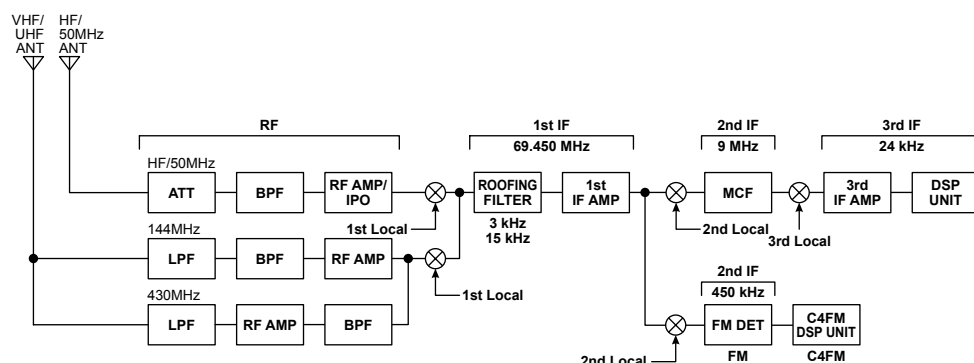 VHF/
UHF
ANT
HF/
50MHz
ANT
RF
1st IF
69.450 MHz
2nd IF
9 MHz
3rd IF
24 kHz
HF/50MHz
ATT
BPF
RF AMP/
IPO
1st Local
ROOFING
FILTER
3 kHz
15 kHz
1st
IF AMP
MCF
2nd Local
3rd Local
3rd
IF AMP
DSP
UNIT
144MHz
LPF
BPF
RF AMP
1st Local
430MHz
LPF
RF AMP
BPF
2nd IF
450 kHz
FM DET
FM
C4FM
DSP UNIT
C4FM
2nd Local